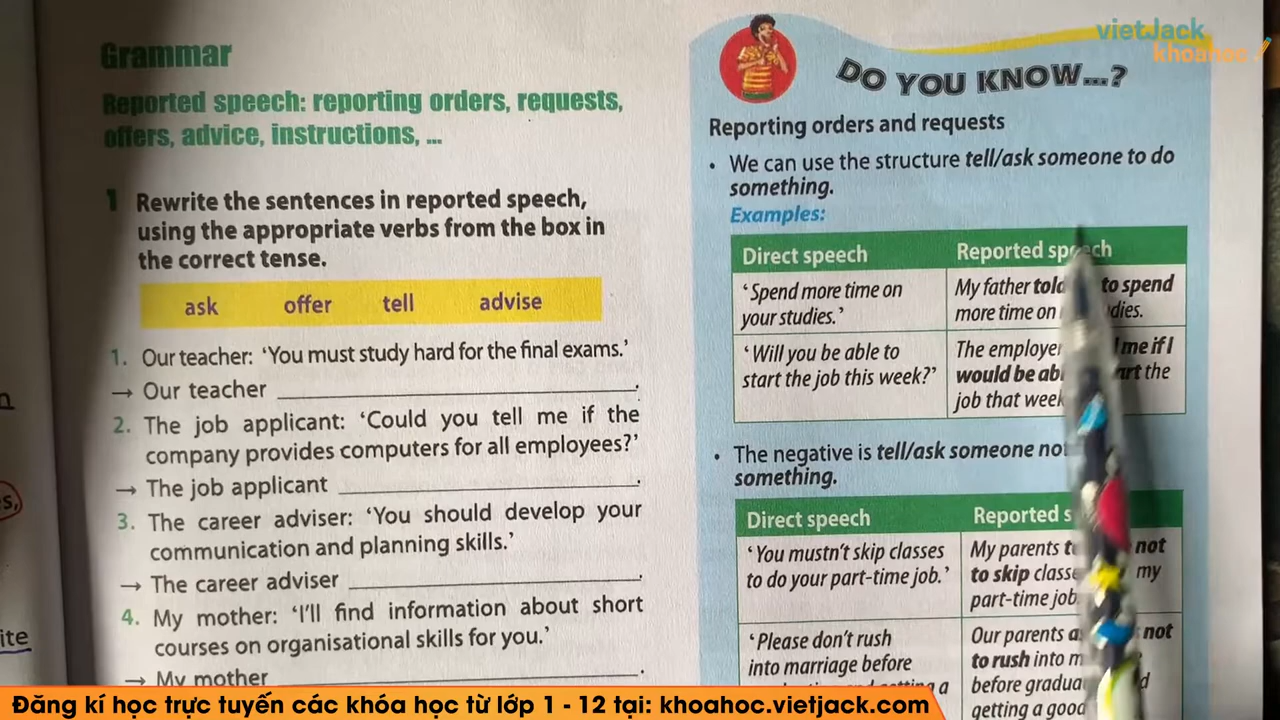 Grammar
Reported speech: reporting orders, requests,
offers, advice, instructions, ...
1 Rewrite the sentences in reported speech,
using the appropriate verbs from the box in
the correct tense.
ask offer tell advise
1. Our teacher: ‘You must study hard for the final exams.’
→ Our teacher .
2. The job applicant: ‘Could you tell me if the
company provides computers for all employees?’
→ The job applicant .
3. The career adviser: ‘You should develop your
communication and planning skills.’
→ The career adviser .
4. My mother: ‘I’ll find information about short
courses on organisational skills for you.’
→ My mother .
s,
ite
vietJack
khoahoc
DO YOU KNOW...?
Reporting orders and requests
• We can use the structure tell/ask someone to do
something.
Examples:
Direct speech
Reported speech
‘Spend more time on
your studies.’
My father told to spend
more time on
‘Will you be able to
start the job this week?’
The employer me if I
would be the
job that week
• The negative is tell/ask someone not
something.
Direct speech
Reported
‘You mustn’t skip classes
to do your part-time job.’
My parents not
to skip my
part-time job
‘Please don’t rush
into marriage before
a
Our parents not
to rush into
before
getting a good
Đăng kí học trực tuyến các khóa học từ lớp 1 - 12 tại: khoahoc.vietjack.com